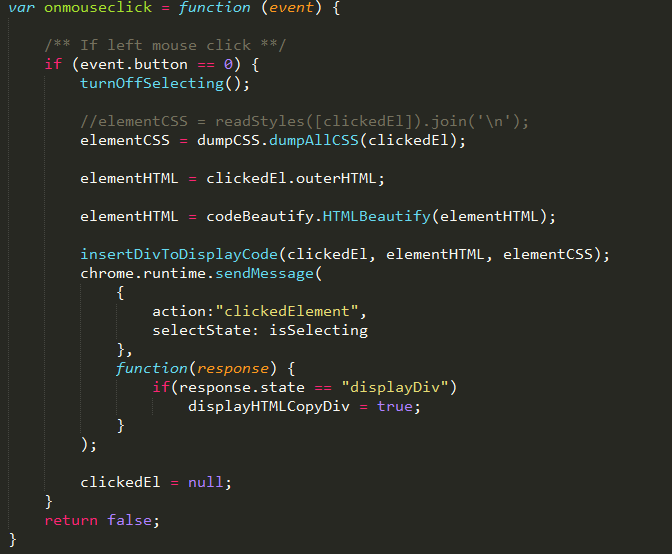 var onmouseclick = function (event) {
/** If left mouse click **/
if (event.button == 0) {
turnOffSelecting();
//elementCSS = readStyles([clickedEl]).join('\n');
elementCSS = dumpCSS.dumpAllCSS(clickedEl);
elementHTML = clickedEl.outerHTML;
elementHTML = codeBeautify.HTMLBeautify(elementHTML);
insertDivToDisplayCode(clickedEl, elementHTML, elementCSS);
chrome.runtime.sendMessage(
{
action:"clickedElement",
selectState: isSelecting
},
function(response) {
if(response.state == "displayDiv")
displayHTMLCopyDiv = true;
}
);
clickedEl = null;
}
return false;
}